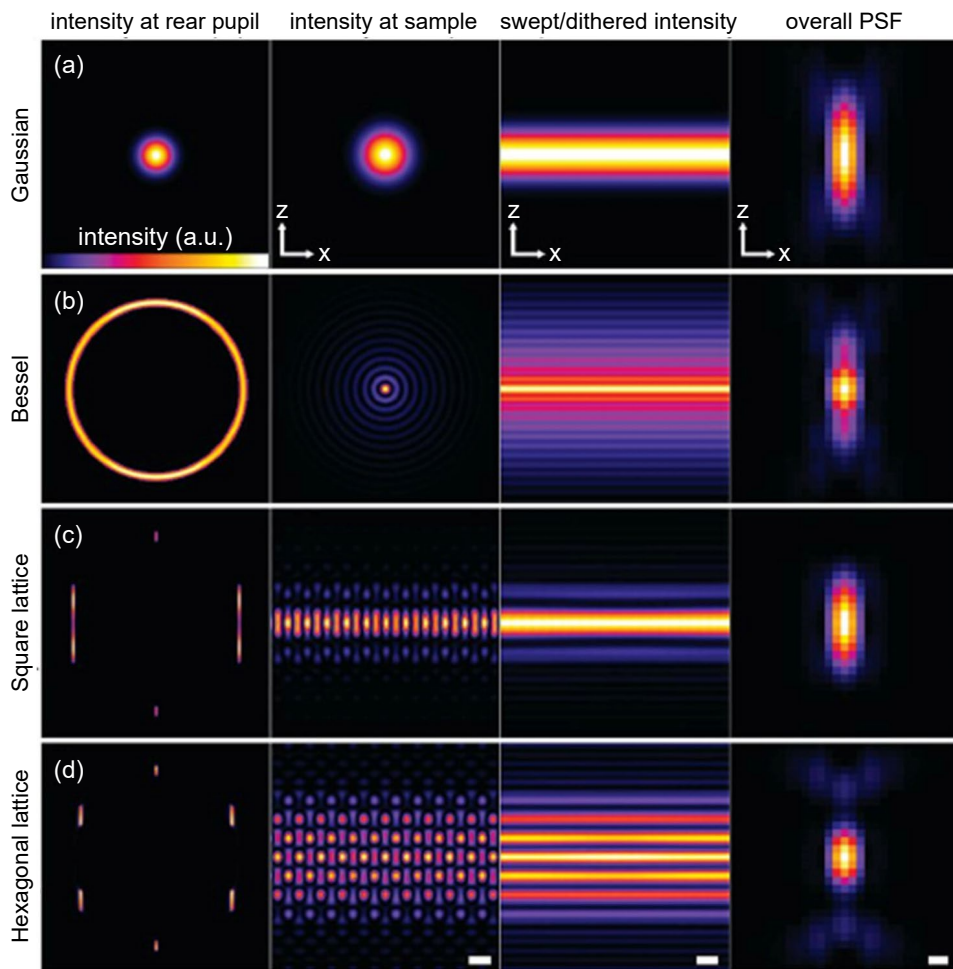 intensity at rear pupil intensity at sample swept/dithered intensity overall PSF
(a)
Gaussian
intensity (a.u.)
z
x
z
x
z
x
(b)
Bessel
(c)
Square lattice
(d)
Hexagonal lattice